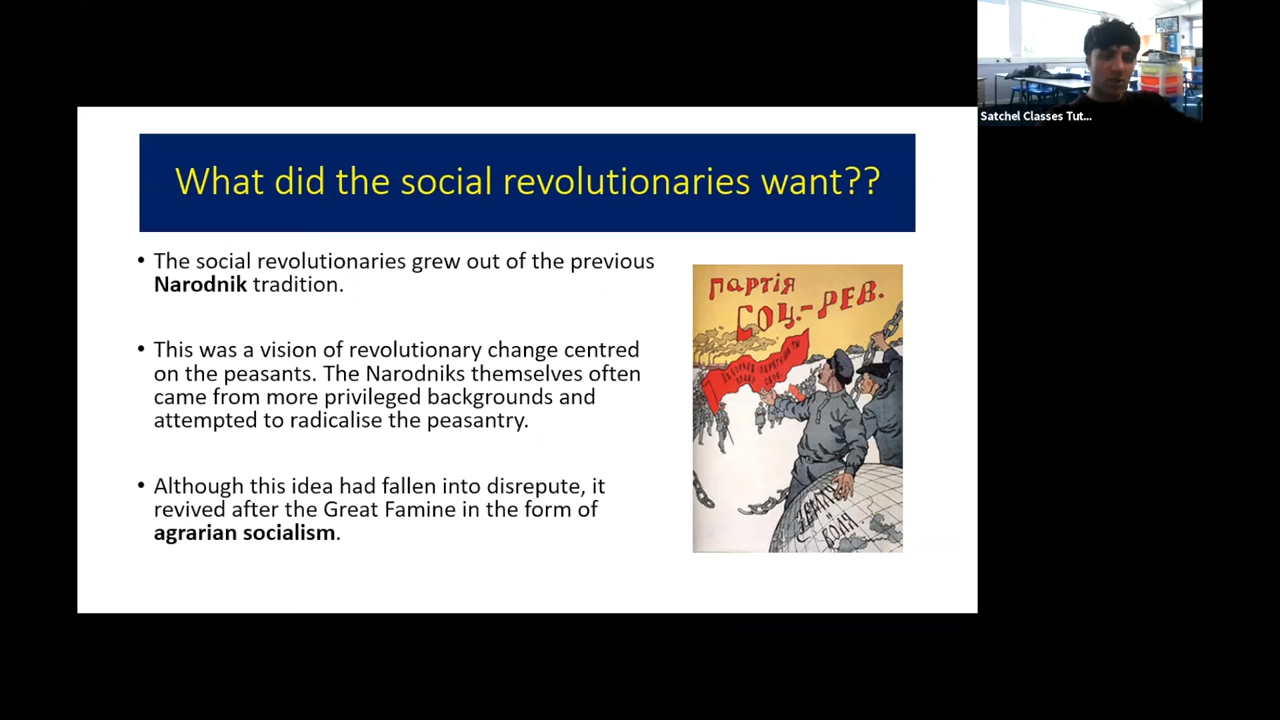 What did the social revolutionaries want??
• The social revolutionaries grew out of the previous
Narodnik tradition.
• This was a vision of revolutionary change centred
on the peasants. The Narodniks themselves often
came from more privileged backgrounds and
attempted to radicalise the peasantry.
• Although this idea had fallen into disrepute, it
revived after the Great Famine in the form of
agrarian socialism.
Партія
Соц.-Рев.
Satchel Classes Tut...